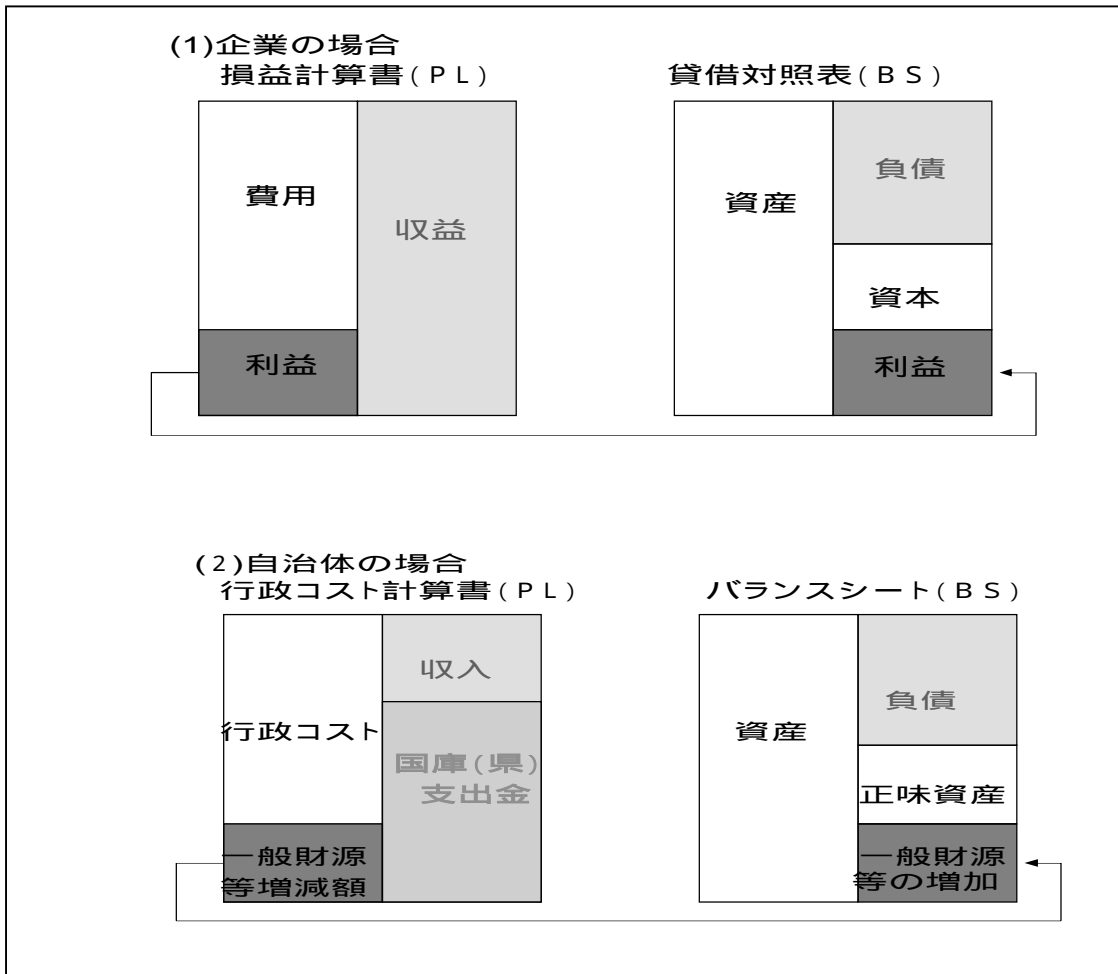 (1)企業の場合
損益計算書(PL)
貸借対照表(BS)
費用
収益
利益
資産
負債
資本
利益
(2)自治体の場合
行政コスト計算書(PL)
バランスシート(BS)
行政コスト
収入
国庫(県)
支出金
一般財源
等増減額
資産
負債
正味資産
一般財源
等の増加